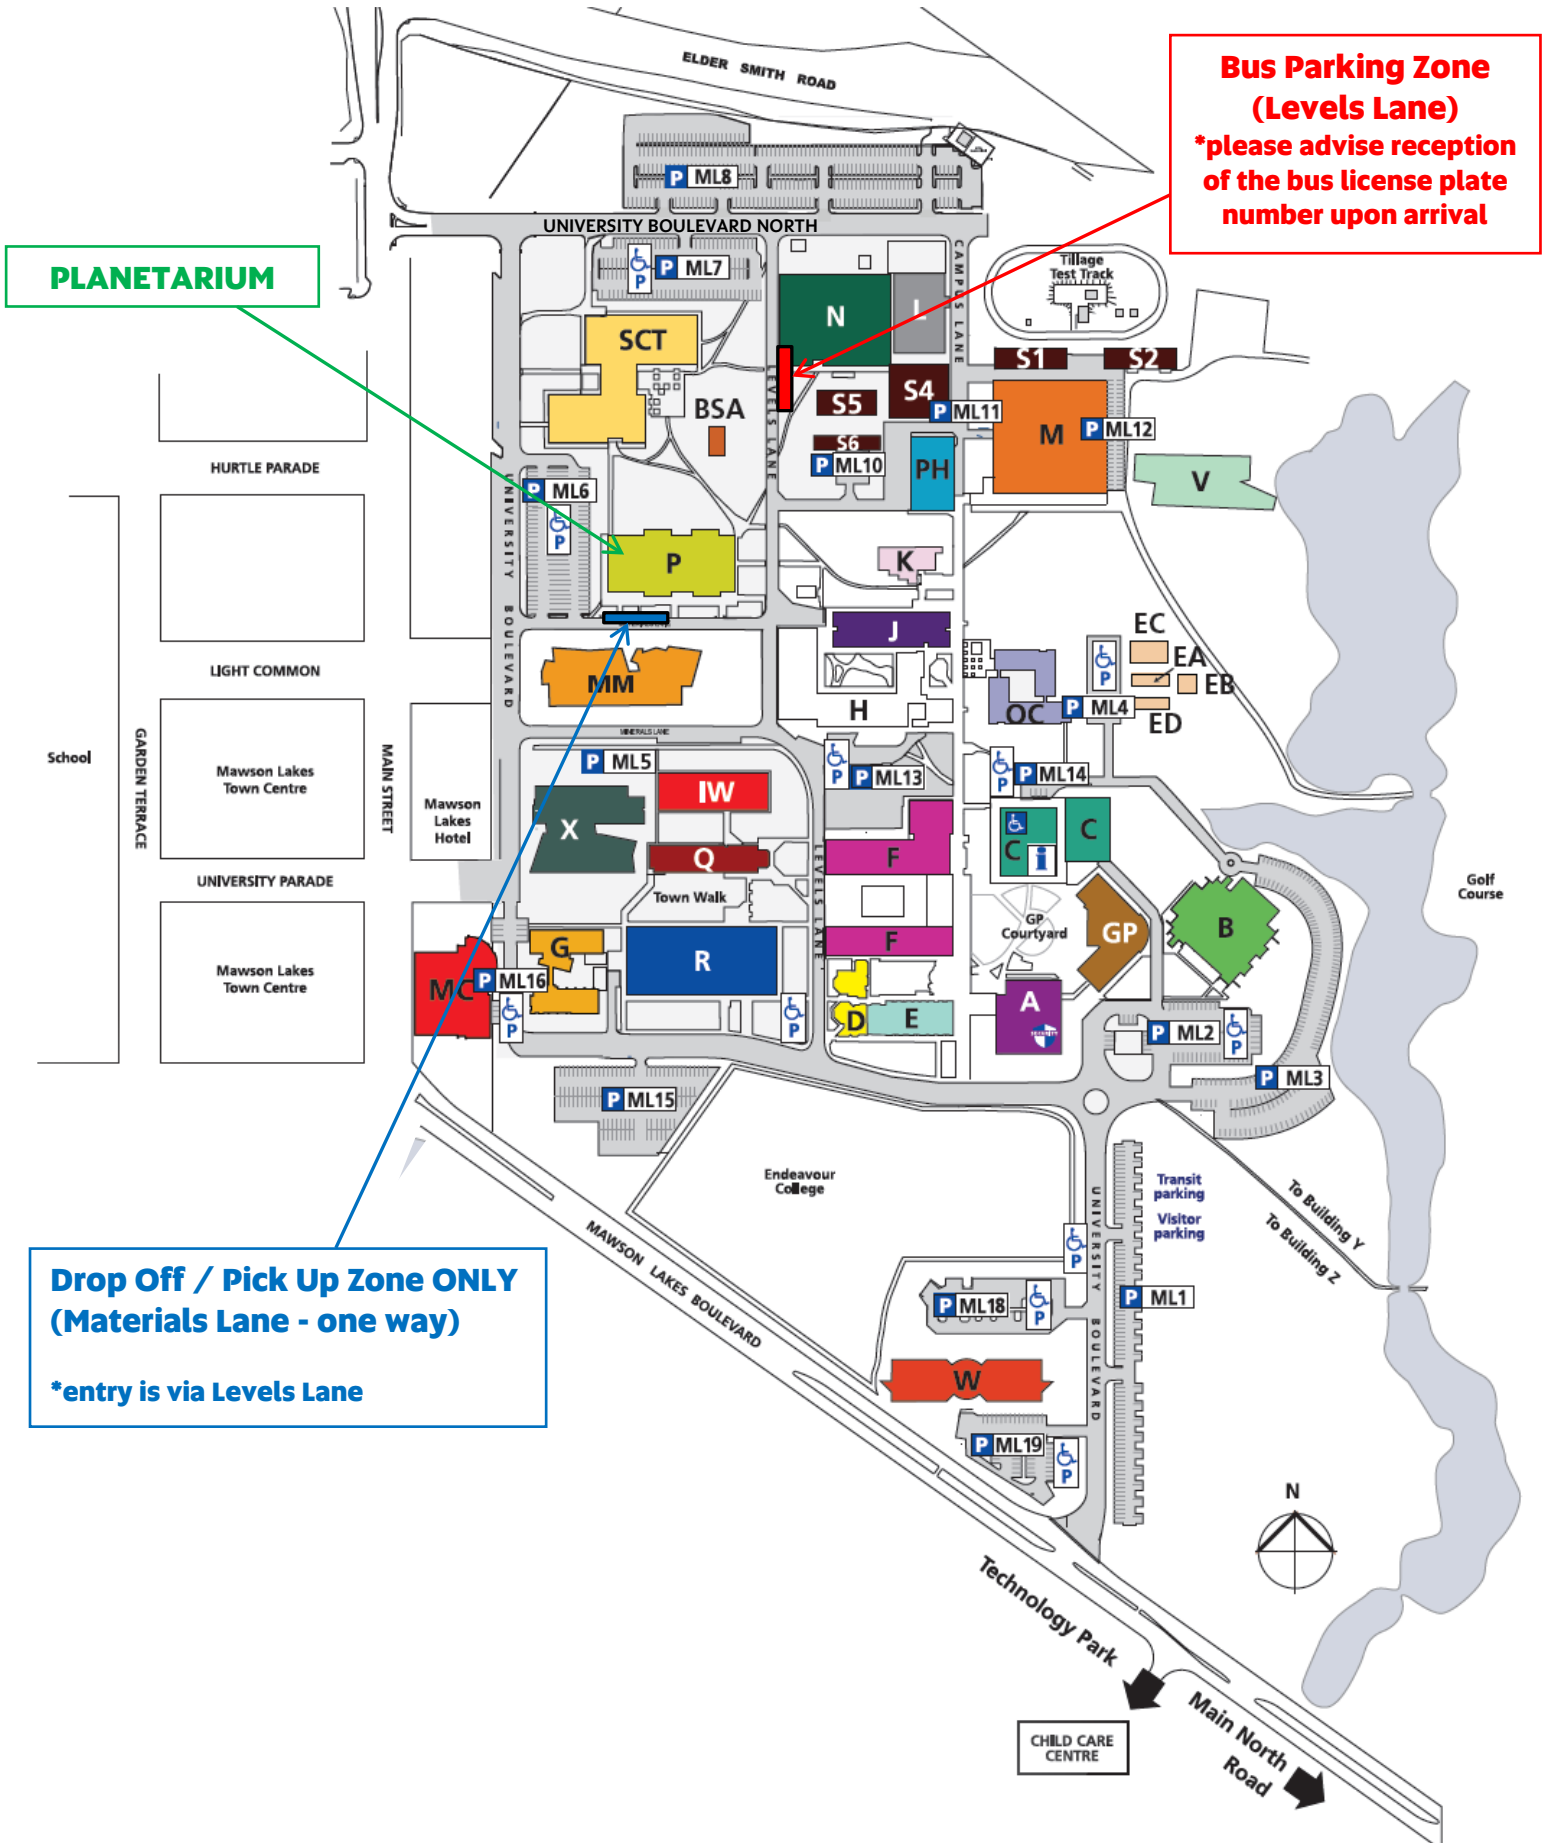 ELDER SMITH ROAD
Bus Parking Zone
(Levels Lane)
*please advise reception
of the bus license plate
number upon arrival
P ML8
UNIVERSITY BOULEVARD NORTH
PLANETARIUM
P
P ML7
CAMPUS LANE
Tillage
Test Track
N
L
SCT
S1
S2
S4
S5
BSA
LEVELS LANE
P ML11
M
P ML12
S6
P ML10
PH
V
HURTLE PARADE
UNIVERSITY BOULEVARD
P ML6
P
P
K
J
EC
EA
EB
ED
P
LIGHT COMMON
MM
H
OC
P ML4
MINERALS LANE
School
GARDEN TERRACE
Mawson Lakes
Town Centre
MAIN STREET
Mawson
Lakes
Hotel
P ML5
IW
X
Q
P
P ML13
P
P ML14
LEVELS LANE
F
C
C
i
UNIVERSITY PARADE
Town Walk
Golf
Course
GP
Courtyard
GP
B
F
G
R
Mawson Lakes
Town Centre
MC
P ML16
P
P
D
E
A
P ML2
P
P ML3
P ML15
Endeavour
College
Transit
parking
Visitor
parking
To Building Y
To Building Z
UNIVERSITY BOULEVARD
P
MAWSON LAKES BOULEVARD
Drop Off / Pick Up Zone ONLY
(Materials Lane - one way)
*entry is via Levels Lane
P ML18
P
P ML1
W
P ML19
P
N
Technology Park
Main North
Road
CHILD CARE
CENTRE